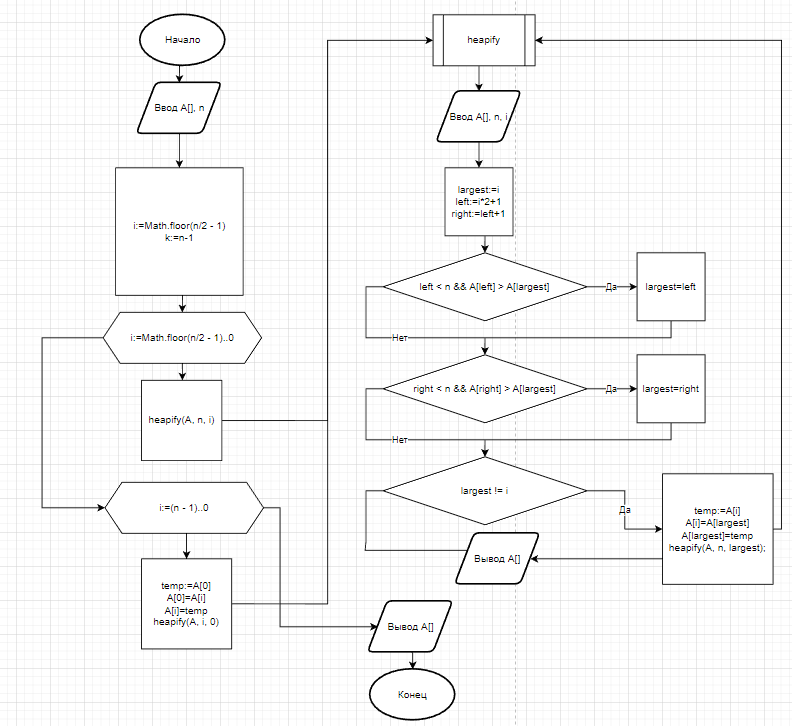 Начало
Ввод A[], n
i:=Math.floor(n/2 - 1)
k:=n-1
i:=Math.floor(n/2 - 1)..0
heapify(A, n, i)
i:=(n - 1)..0
temp:=A[0]
A[0]=A[i]
A[i]=temp
heapify(A, i, 0)
Вывод A[]
Конец
heapify
Ввод A[], n, i
largest:=i
left:=i*2+1
right:=left+1
left < n && A[left] > A[largest]
Да
largest=left
Нет
right < n && A[right] > A[largest]
Да
largest=right
Нет
largest != i
Да
temp:=A[i]
A[i]=A[largest]
A[largest]=temp
heapify(A, n, largest);
Вывод A[]